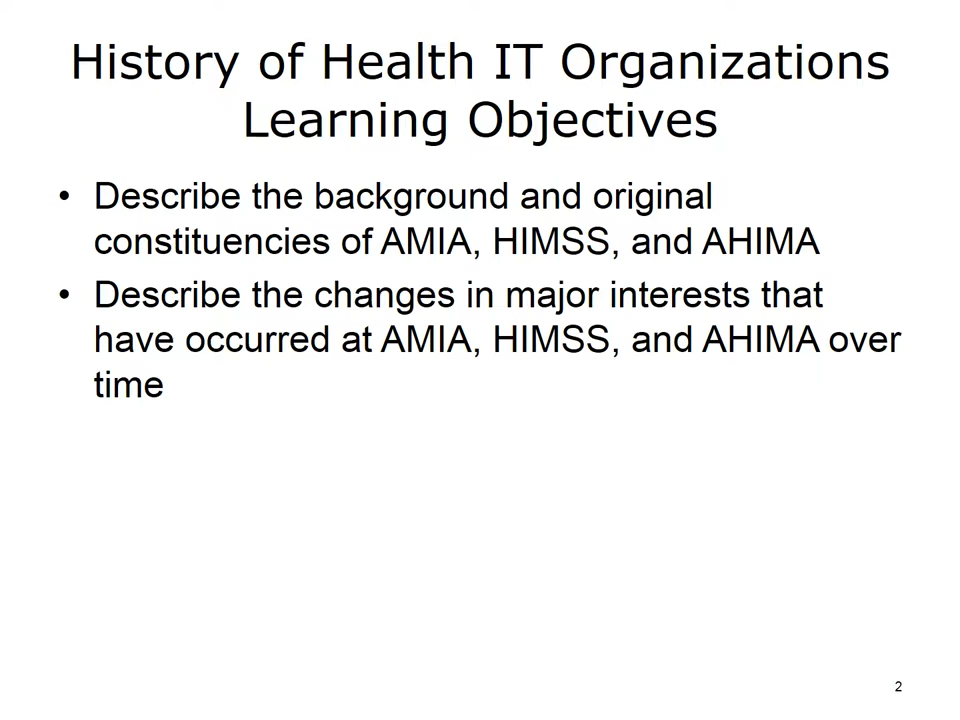 History of Health IT Organizations
Learning Objectives
• Describe the background and original
constituencies of AMIA, HIMSS, and AHIMA
• Describe the changes in major interests that
have occurred at AMIA, HIMSS, and AHIMA over
time
2